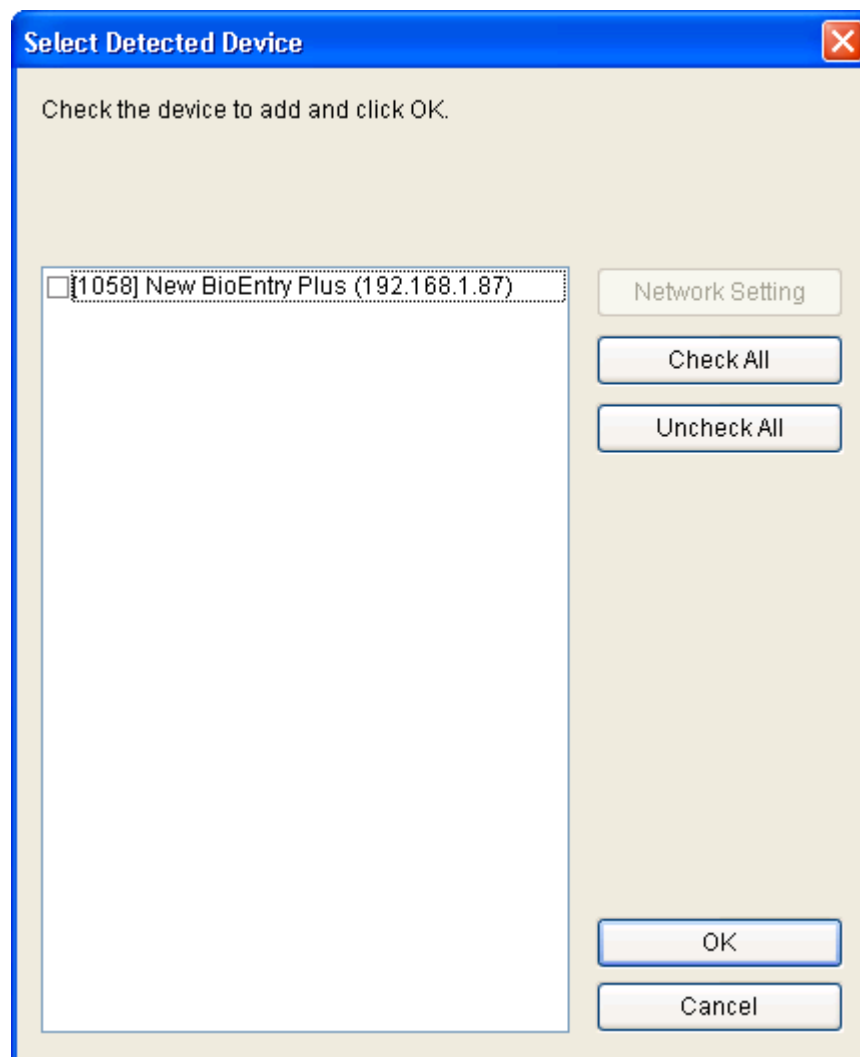 Select Detected Device
Check the device to add and click OK.
[1058] New BioEntry Plus (192.168.1.87)
Network Setting
Check All
Uncheck All
OK
Cancel